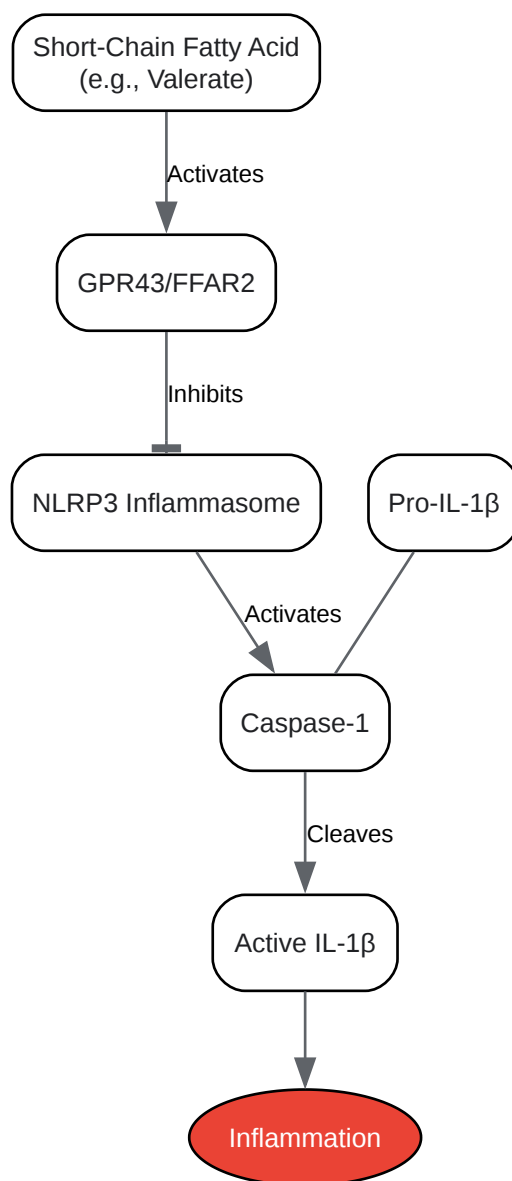 Short-Chain Fatty Acid
(e.g., Valerate)
Activates
GPR43/FFAR2
Inhibits
NLRP3 Inflammasome
Pro-IL-1β
Activates
Caspase-1
Cleaves
Active IL-1β
Inflammation